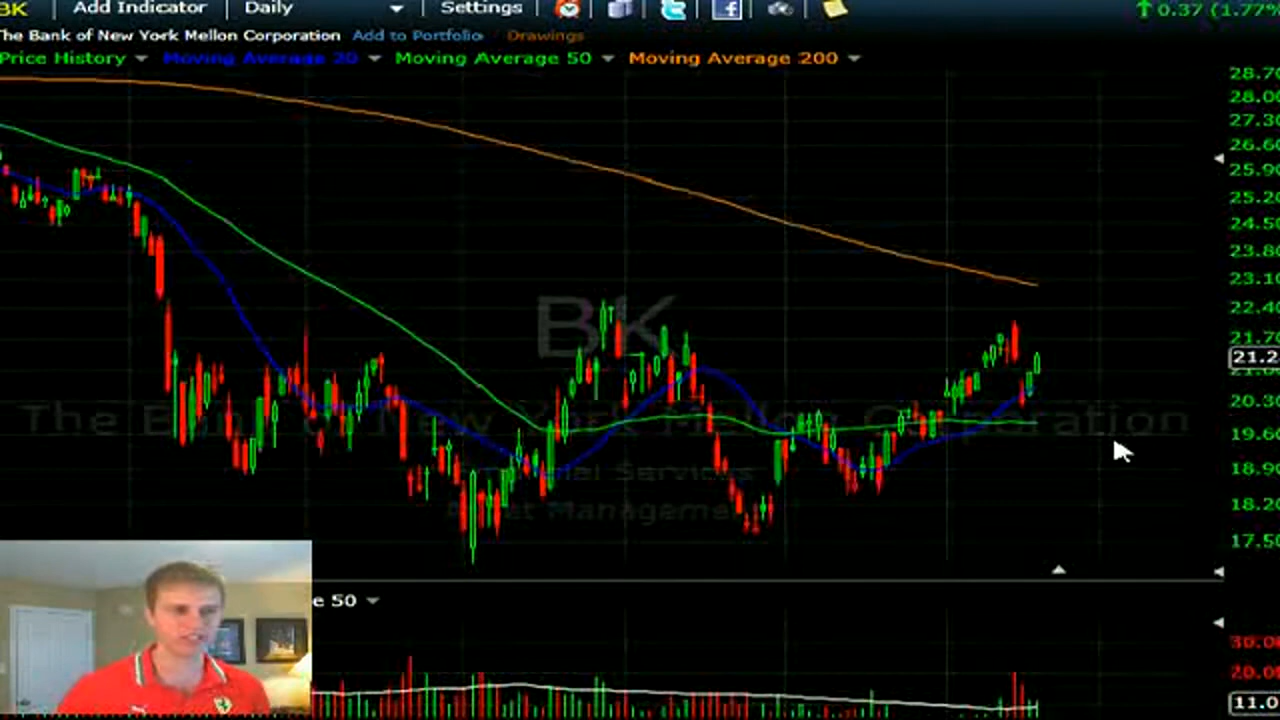 BK Add Indicator Daily Settings 0.37 (1.77%
The Bank of New York Mellon Corporation Add to Portfolio Drawings
Price History Moving Average 20 Moving Average 50 Moving Average 200
28.70
28.00
27.30
26.60
25.90
25.20
24.50
23.80
23.10
22.40
BK
21.70
21.2
20.30
The Bank of New York Mellon Corporation
19.60
18.90
Asset Management
18.20
17.50
e 50
30.0
20.0
11.0